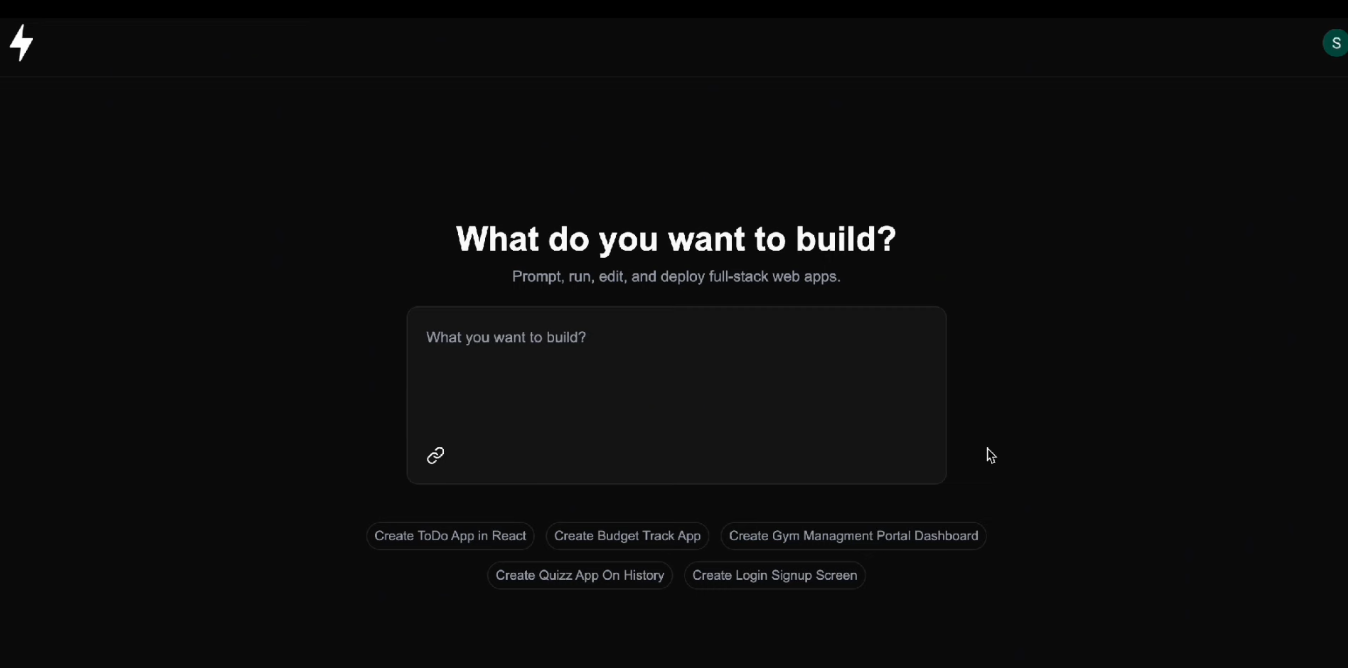 S
What do you want to build?
Prompt, run, edit, and deploy full-stack web apps.
What you want to build?
Create ToDo App in React
Create Budget Track App
Create Gym Managment Portal Dashboard
Create Quizz App On History
Create Login Signup Screen